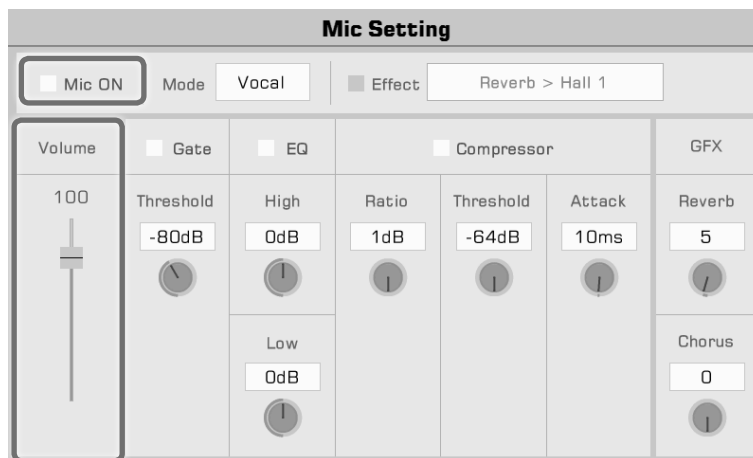 Mic Setting
Mic ON Mode Vocal Effect Reverb > Hall 1
Volume Gate EQ Compressor GFX
100 Threshold High Ratio Threshold Attack Reverb
-80dB 0dB 1dB -64dB 10ms 5
Low Chorus
0dB 0